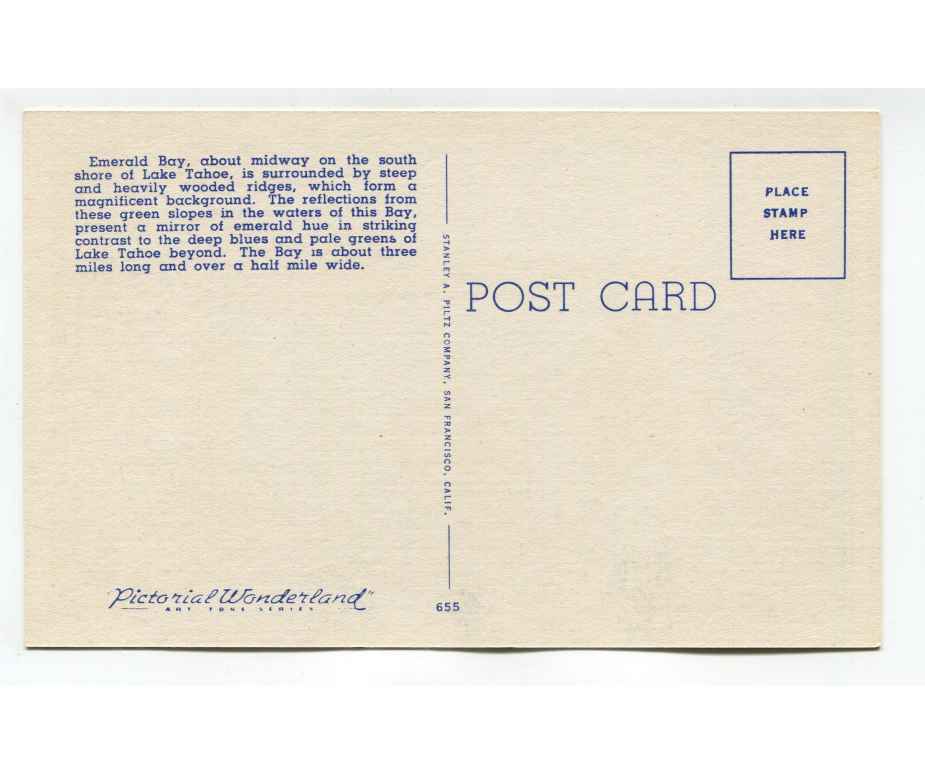 Emerald Bay, about midway on the south
shore of Lake Tahoe, is surrounded by steep
and heavily wooded ridges, which form a
magnificent background. The reflections from
these green slopes in the waters of this Bay,
present a mirror of emerald hue in striking
contrast to the deep blues and pale greens of
Lake Tahoe beyond. The Bay is about three
miles long and over a half mile wide.
"Pictorial Wonderland"
ART TONE SERIES
STANLEY A. PILTZ COMPANY, SAN FRANCISCO, CALIF.
655
POST CARD
PLACE
STAMP
HERE